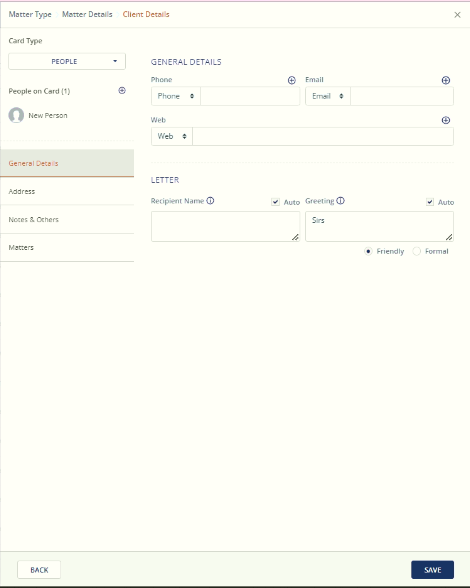 Matter Type Matter Details Client Details
Card Type
PEOPLE
People on Card (1)
New Person
General Details
Address
Notes & Others
Matters
GENERAL DETAILS
Phone Email
Phone Email
Web
Web
LETTER
Recipient Name Auto Greeting Auto
Sirs
Friendly Formal
BACK SAVE